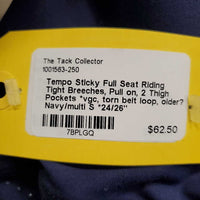 The Tack Collector
1001563-250
Tempo Sticky Full Seat Riding
Tight Breeches, Pull on, 2 Thigh
Pockets *vgc, torn belt loop, older?
Navy/multi S *24/26"
7BPLGQ
$62.50